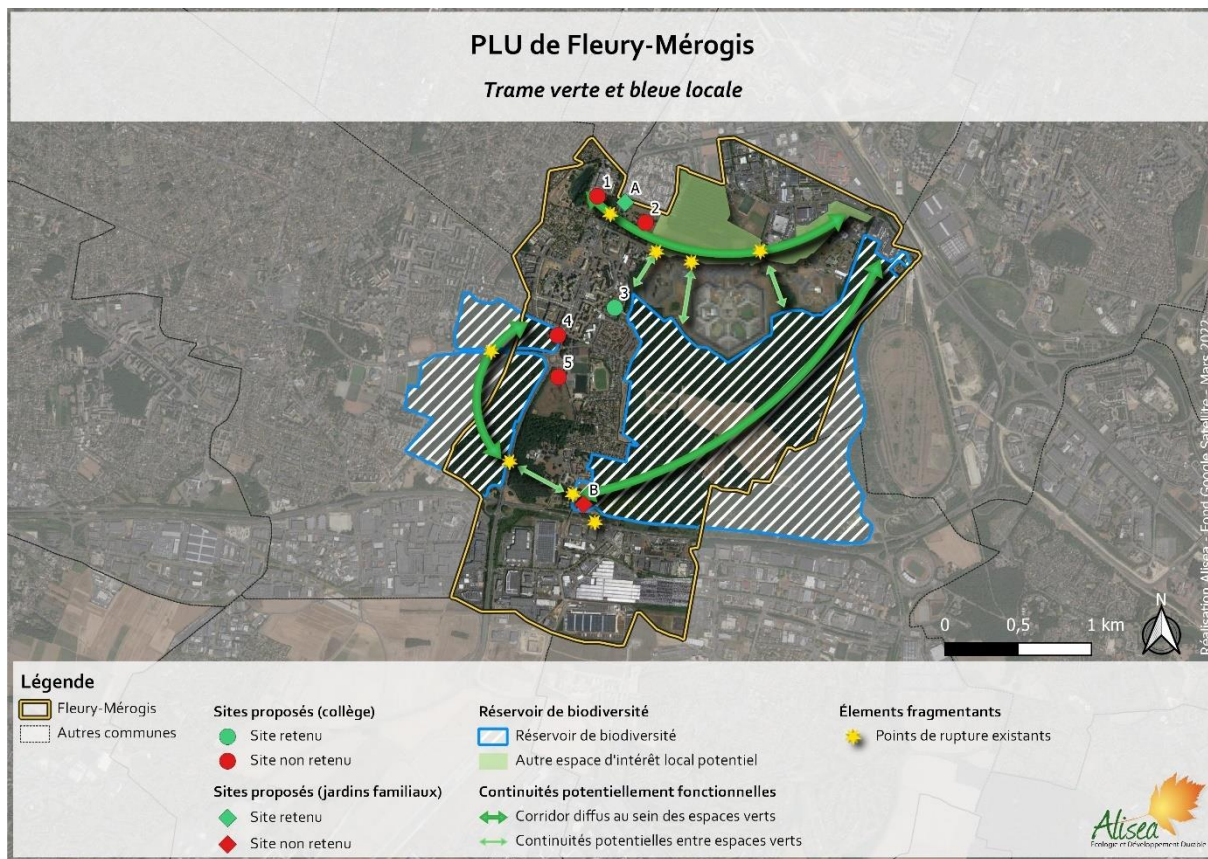 PLU de Fleury-Mérogis
Trame verte et bleue locale
1
A
2
3
4
5
B
N
0 0,5 1 km
Réalisation Alisea - Fond Google Satellite - Mars 2022
Légende
Fleury-Mérogis
Autres communes
Sites proposés (collège)
Site retenu
Site non retenu
Sites proposés (jardins familiaux)
Site retenu
Site non retenu
Réservoir de biodiversité
Réservoir de biodiversité
Autre espace d'intérêt local potentiel
Continuités potentiellement fonctionnelles
Corridor diffus au sein des espaces verts
Continuités potentielles entre espaces verts
Élements fragmentants
Points de rupture existants
Alisea
Ecologie et Développement Durable